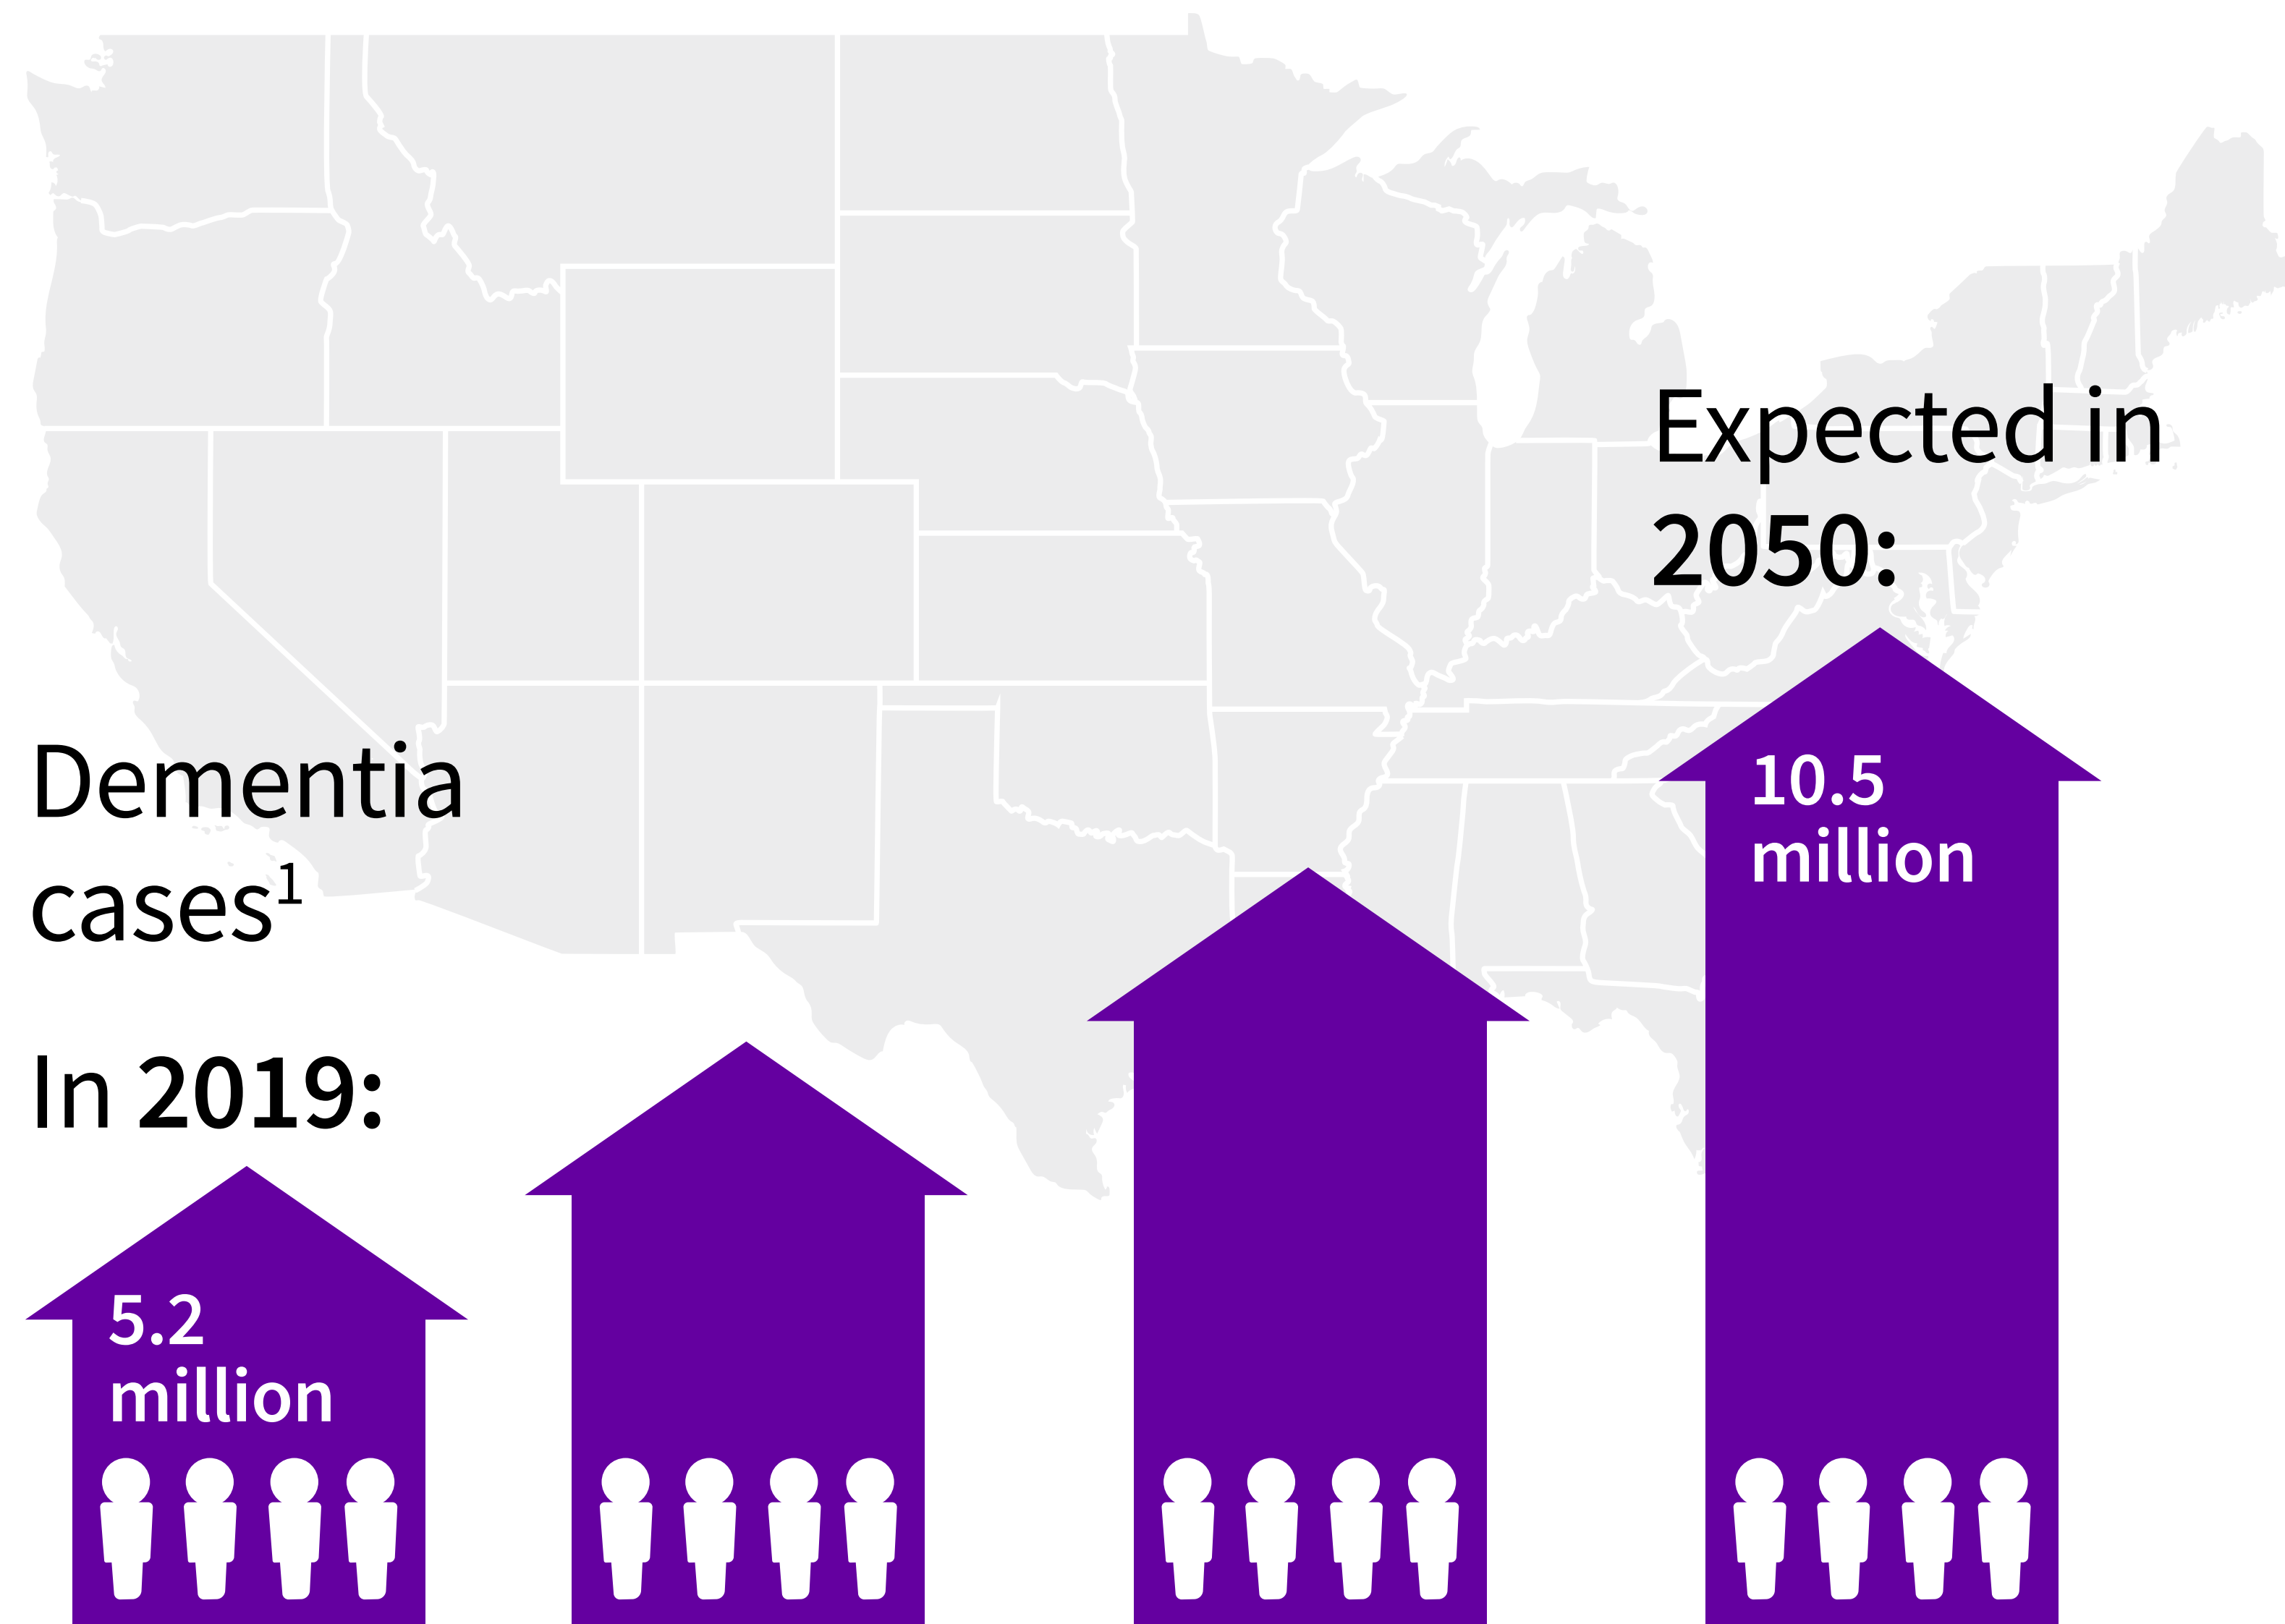 Dementia
cases¹
In 2019:
5.2
million
Expected in
2050:
10.5
million